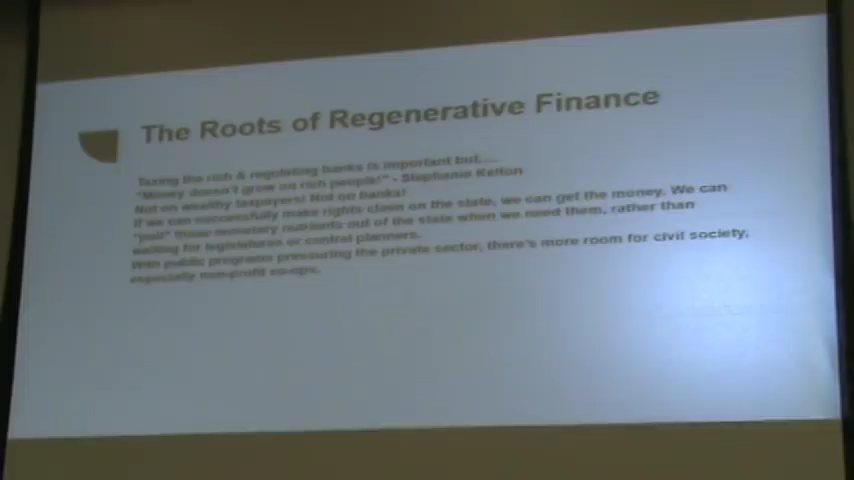 The Roots of Regenerative Finance
Taxing the rich & regulating banks is important but....
"Money doesn't grow on rich people!" - Stephanie Kelton
Not on wealthy taxpayers! Not on banks!
If we can successfully make rights claim on the state, we can get the money. We can
"pull" those monetary nutrients out of the state when we need them, rather than
waiting for legislatures or central planners.
With public programs pressuring the private sector, there's more room for civil society,
especially non-profit co-ops.